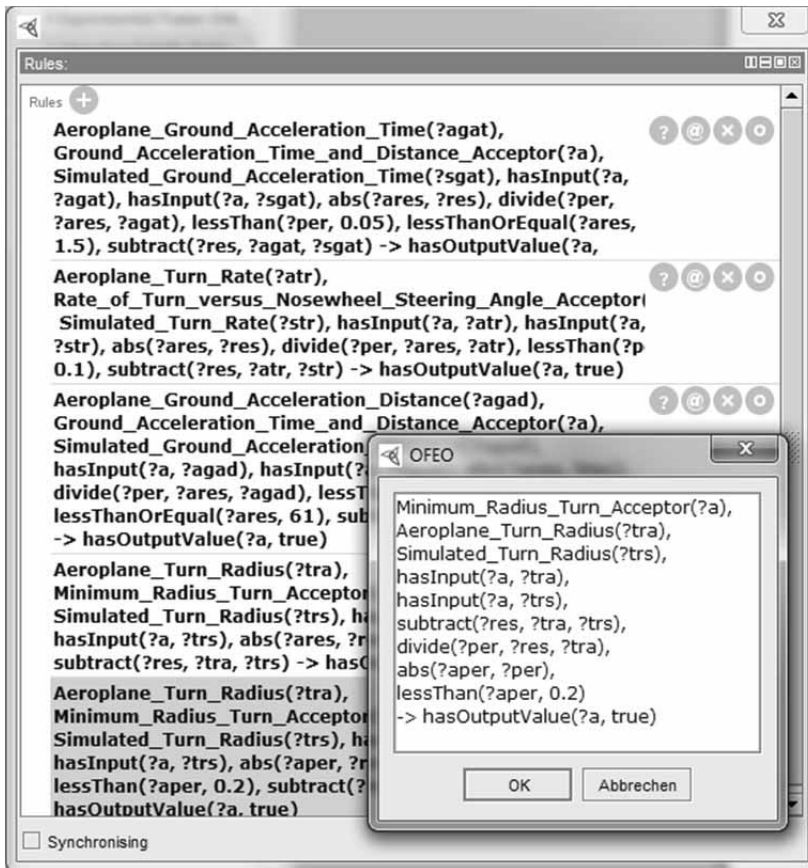 Rules:
Rules
Aeroplane_Ground_Acceleration_Time(?agat),
Ground_Acceleration_Time_and_Distance_Acceptor(?a),
Simulated_Ground_Acceleration_Time(?sgat), hasInput(?a,
?agat), hasInput(?a, ?sgat), abs(?ares, ?res), divide(?per,
?ares, ?agat), lessThan(?per, 0.05), lessThanOrEqual(?ares,
1.5), subtract(?res, ?agat, ?sgat) -> hasOutputValue(?a,
Aeroplane_Turn_Rate(?atr),
Rate_of_Turn_versus_Nosewheel_Steering_Angle_Acceptor(
Simulated_Turn_Rate(?str), hasInput(?a, ?atr), hasInput(?a,
?str), abs(?ares, ?res), divide(?per, ?ares, ?atr), lessThan(?p
0.1), subtract(?res, ?atr, ?str) -> hasOutputValue(?a, true)
Aeroplane_Ground_Acceleration_Distance(?agad),
Ground_Acceleration_Time_and_Distance_Acceptor(?a),
Simulated_Ground_Acceleration
hasInput(?a, ?agad), hasInput(?a
divide(?per, ?ares, ?agad), lessT
lessThanOrEqual(?ares, 61), sub
-> hasOutputValue(?a, true)
Aeroplane_Turn_Radius(?tra),
Minimum_Radius_Turn_Acceptor
Simulated_Turn_Radius(?trs), ha
hasInput(?a, ?trs), abs(?ares, ?r
subtract(?res, ?tra, ?trs) -> hasO
Aeroplane_Turn_Radius(?tra),
Minimum_Radius_Turn_Acceptor
Simulated_Turn_Radius(?trs), ha
hasInput(?a, ?trs), abs(?aper, ?p
lessThan(?aper, 0.2), subtract(?
hasOutputValue(?a, true)
Synchronising
OFEO
Minimum_Radius_Turn_Acceptor(?a),
Aeroplane_Turn_Radius(?tra),
Simulated_Turn_Radius(?trs),
hasInput(?a, ?tra),
hasInput(?a, ?trs),
subtract(?res, ?tra, ?trs),
divide(?per, ?res, ?tra),
abs(?aper, ?per),
lessThan(?aper, 0.2)
-> hasOutputValue(?a, true)
OK
Abbrechen